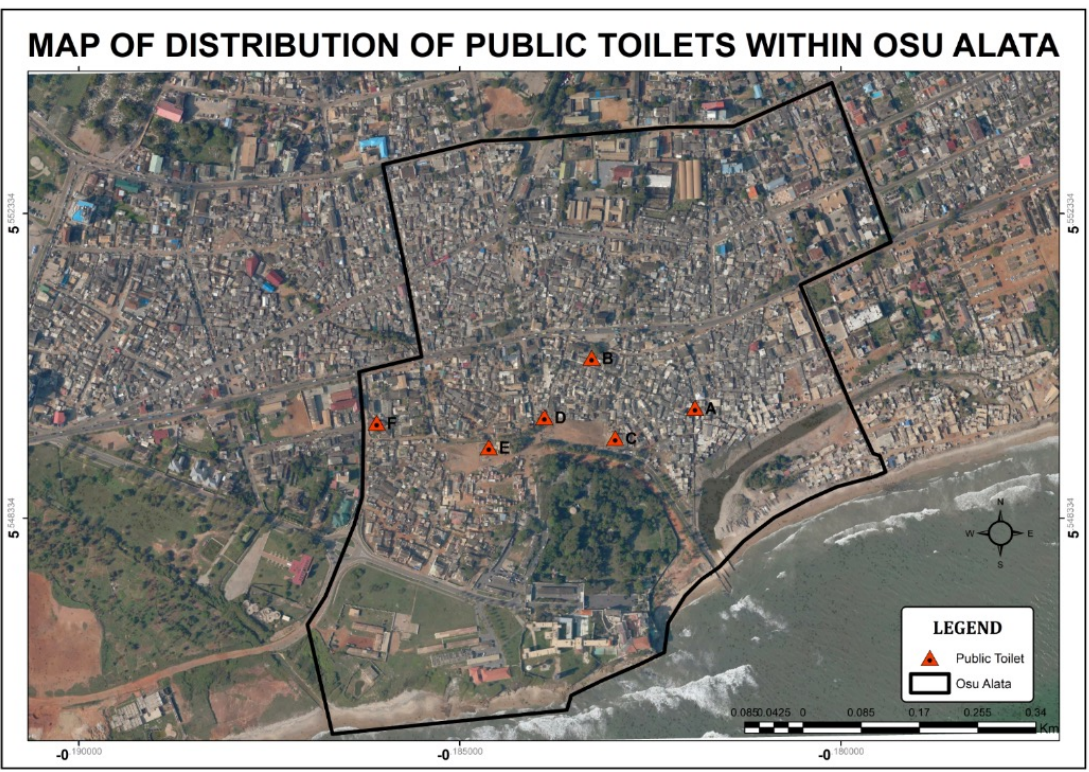 MAP OF DISTRIBUTION OF PUBLIC TOILETS WITHIN OSU ALATA
5.552334
5.552334
B
A
D
F
C
E
5.548334
5.548334
N
W E
S
LEGEND
Public Toilet
Osu Alata
0.085 0.0425 0 0.085 0.17 0.255 0.34
Km
-0.190000 -0.185000 -0.180000